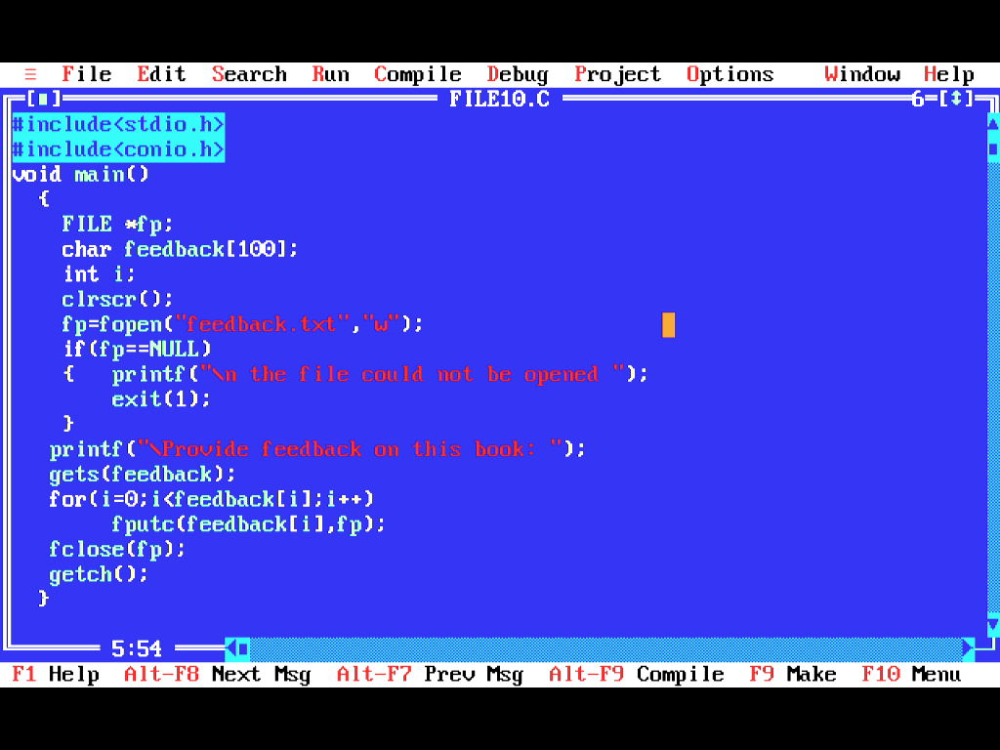 ≡ File Edit Search Run Compile Debug Project Options Window Help
[■] FILE10.C 6=[↕]
#include<stdio.h>
#include<conio.h>
void main()
{
FILE *fp;
char feedback[100];
int i;
clrscr();
fp=fopen("feedback.txt","w");
if(fp==NULL)
{ printf("\n the file could not be opened ");
exit(1);
}
printf("\Provide feedback on this book: ");
gets(feedback);
for(i=0;i<feedback[i];i++)
fputc(feedback[i],fp);
fclose(fp);
getch();
}
5:54
F1 Help Alt-F8 Next Msg Alt-F7 Prev Msg Alt-F9 Compile F9 Make F10 Menu